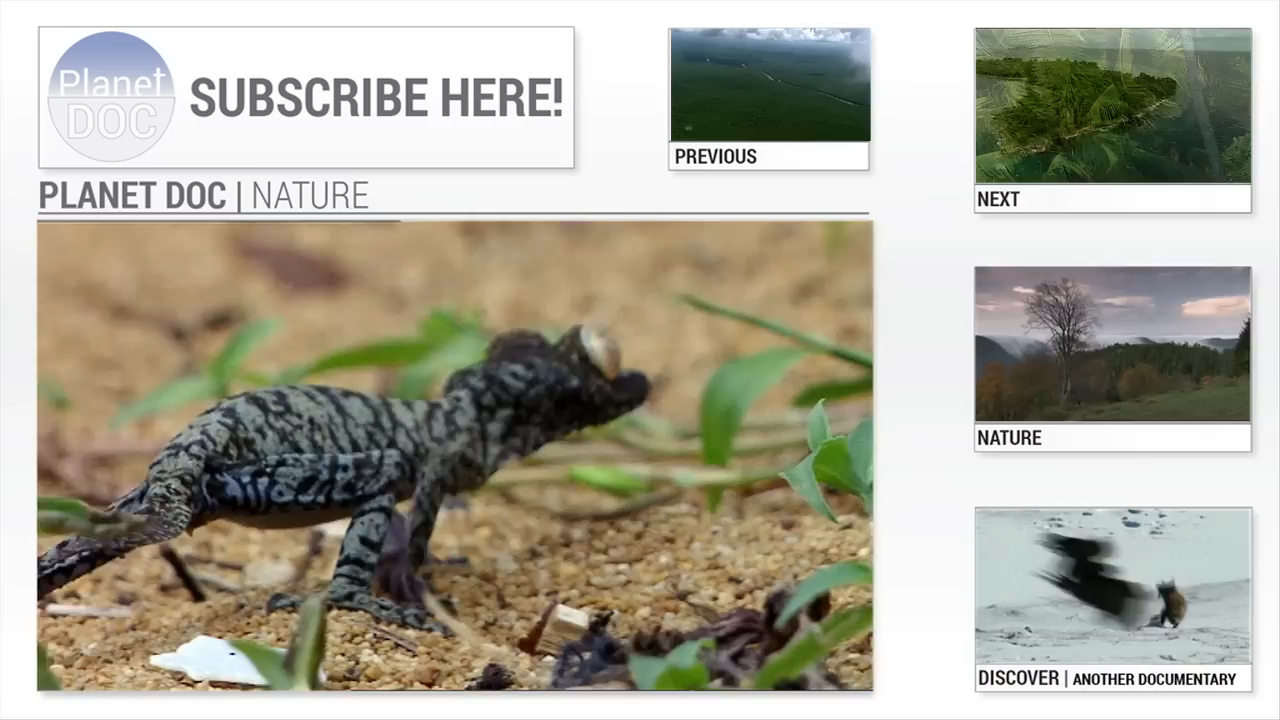 Planet
DOC
SUBSCRIBE HERE!
PLANET DOC | NATURE
PREVIOUS
NEXT
NATURE
DISCOVER | ANOTHER DOCUMENTARY